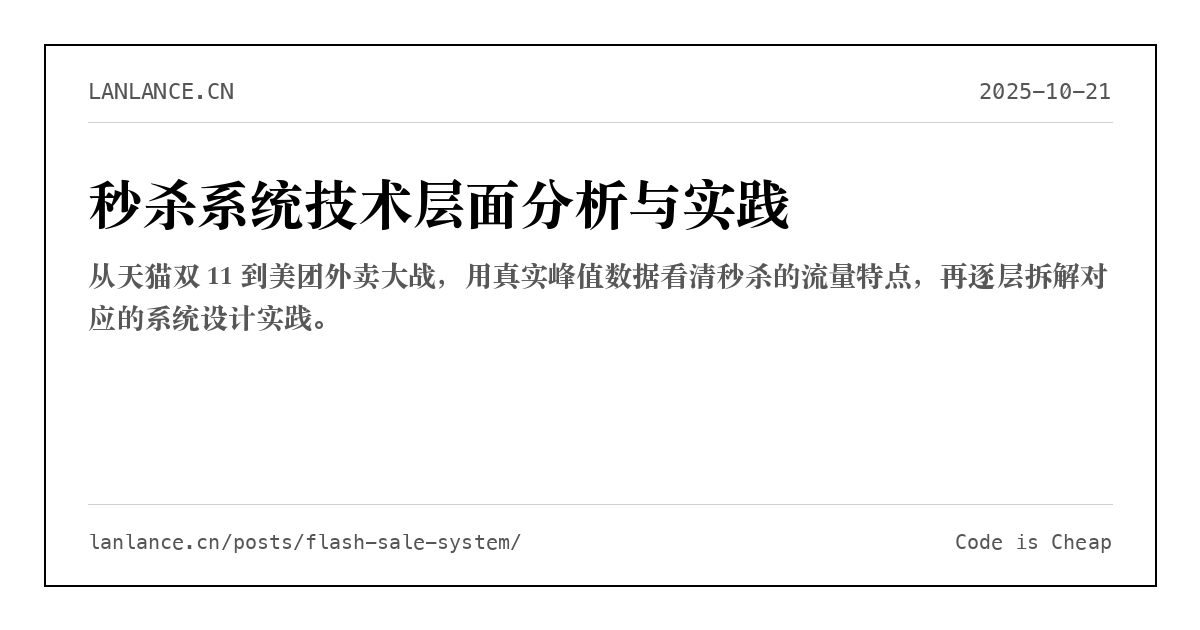 LANLANCE.CN
2025-10-21
秒杀系统技术层面分析与实践
从天猫双 11 到美团外卖大战，用真实峰值数据看清秒杀的流量特点，再逐层拆解对
应的系统设计实践。
lanlance.cn/posts/flash-sale-system/
Code is Cheap